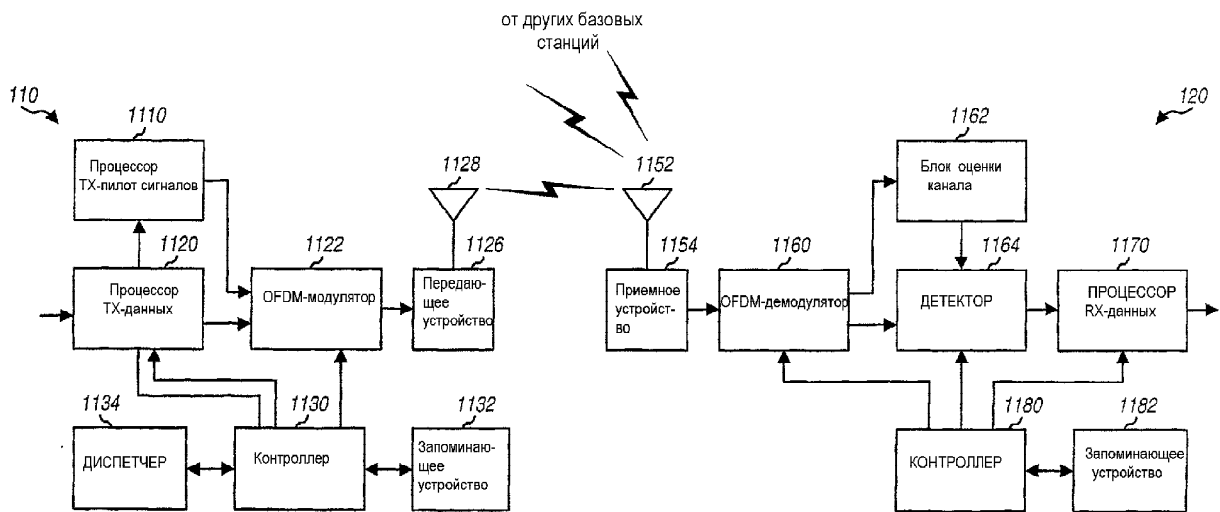 от других базовых
станций
110
1110
Процессор
TX-пилот сигналов
1120
Процессор
TX-данных
1122
OFDM-модулятор
1128
1126
Передаю-
щее
устройство
1134
ДИСПЕТЧЕР
1130
Контроллер
1132
Запоминаю-
щее
устройство
120
1152
1154
Приемное
устройст-
во
1160
OFDM-демодулятор
1162
Блок оценки
канала
1164
ДЕТЕКТОР
1170
ПРОЦЕССОР
RX-данных
1180
КОНТРОЛЛЕР
1182
Запоминающее
устройство